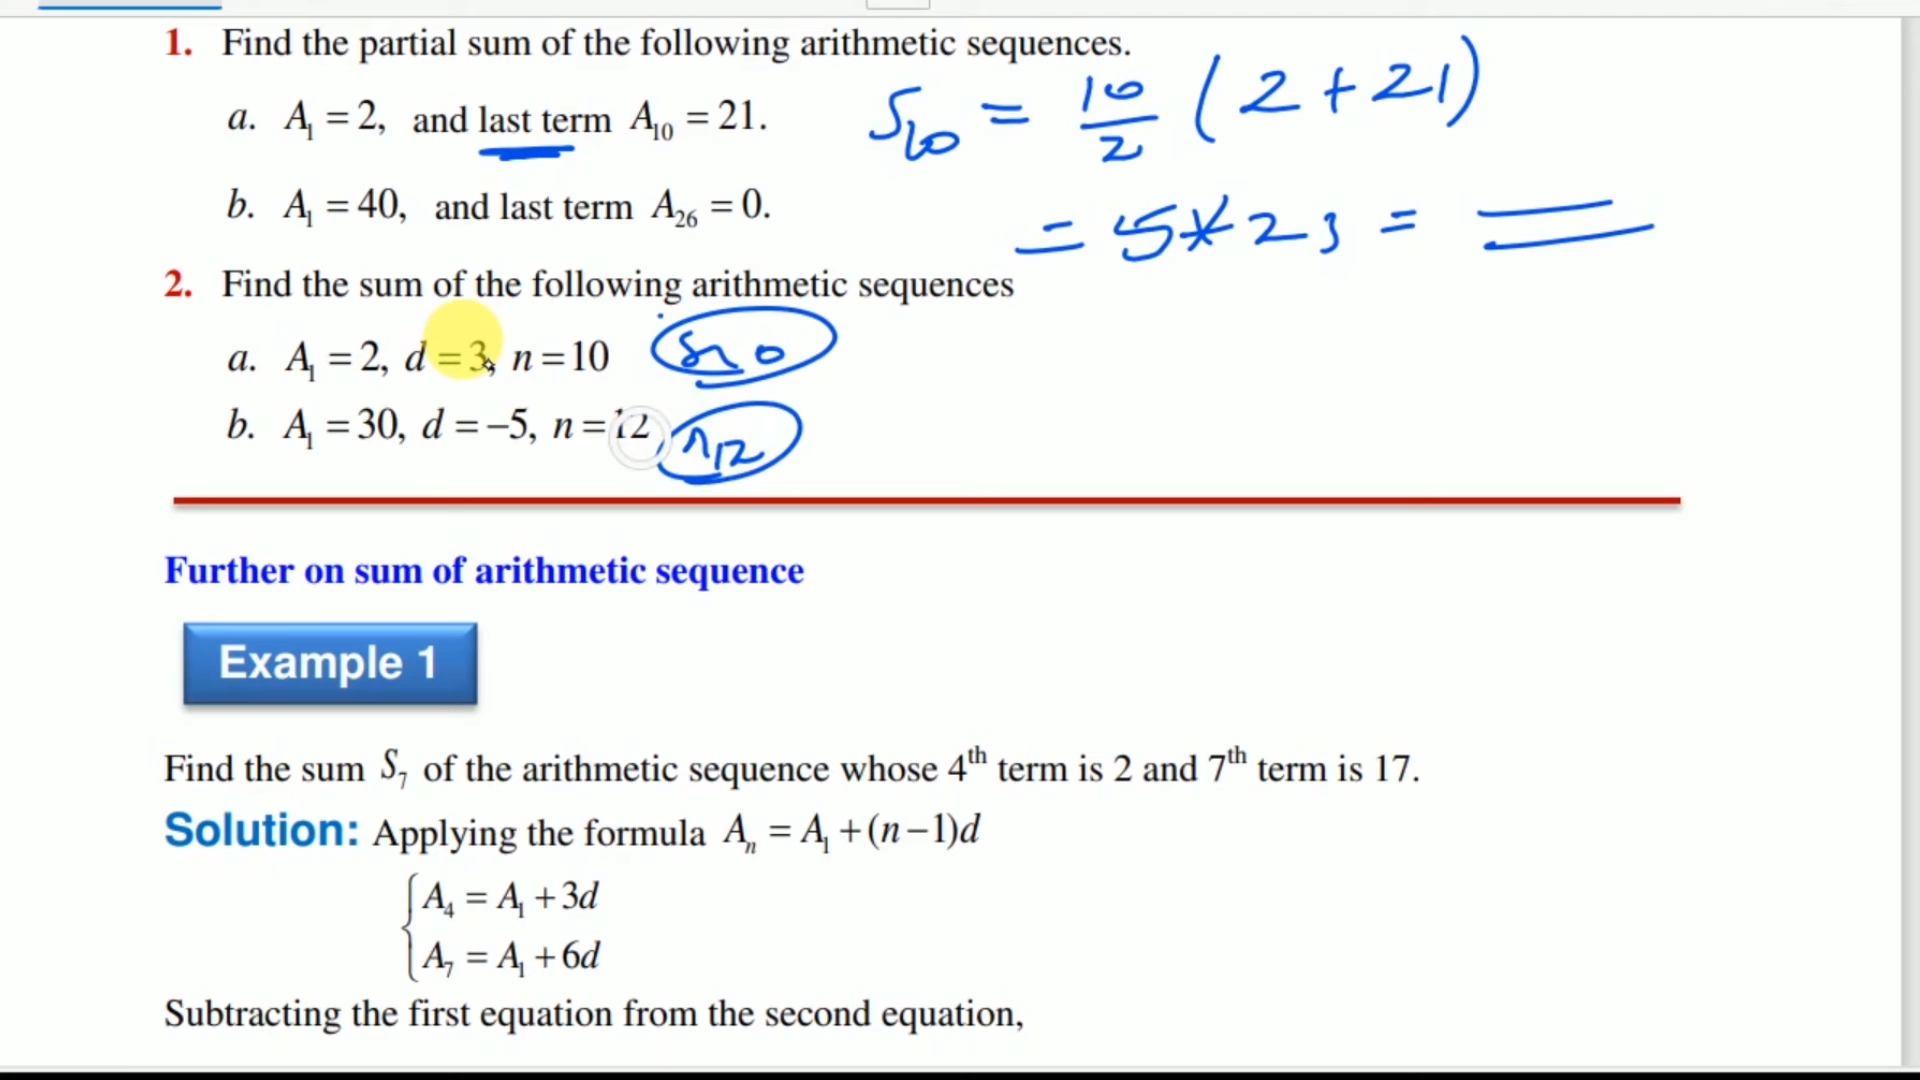 1. Find the partial sum of the following arithmetic sequences.
a. A₁ = 2, and last term A₁₀ = 21.
S₁₀ = 10/2 (2 + 21)
b. A₁ = 40, and last term A₂₆ = 0.
= 5 * 23 =
2. Find the sum of the following arithmetic sequences
a. A₁ = 2, d = 3, n = 10
S10
b. A₁ = 30, d = −5, n = 12
12
Further on sum of arithmetic sequence
Example 1
Find the sum S₇ of the arithmetic sequence whose 4th term is 2 and 7th term is 17.
Solution: Applying the formula Aₙ = A₁ + (n − 1)d
A₄ = A₁ + 3d
A₇ = A₁ + 6d
Subtracting the first equation from the second equation,